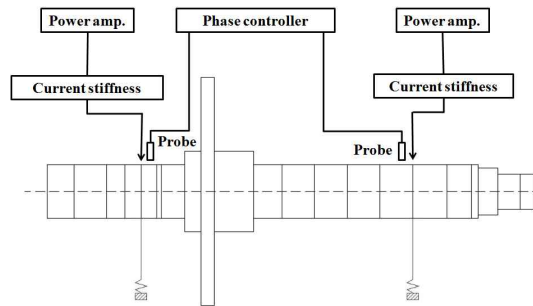 Power amp.
Phase controller
Power amp.
Current stiffness
Current stiffness
Probe
Probe